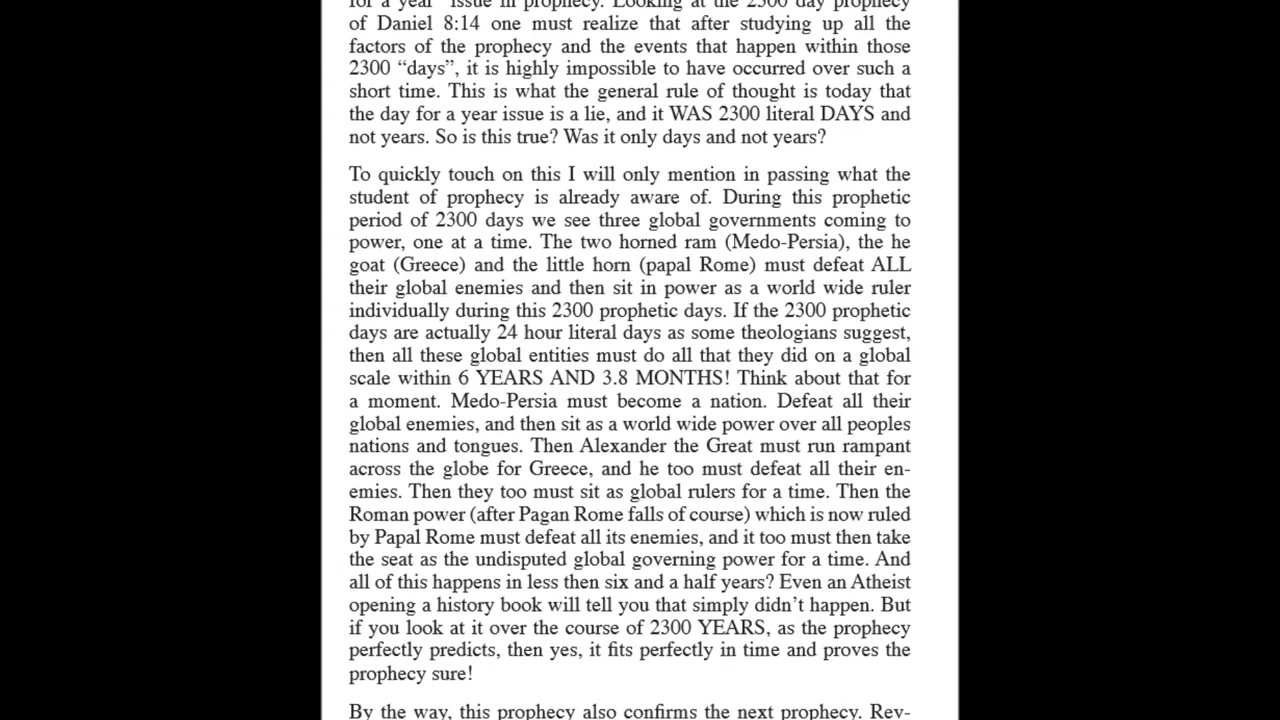 for a year" issue in prophecy. Looking at the 2300 day prophecy
of Daniel 8:14 one must realize that after studying up all the
factors of the prophecy and the events that happen within those
2300 “days”, it is highly impossible to have occurred over such a
short time. This is what the general rule of thought is today that
the day for a year issue is a lie, and it WAS 2300 literal DAYS and
not years. So is this true? Was it only days and not years?
To quickly touch on this I will only mention in passing what the
student of prophecy is already aware of. During this prophetic
period of 2300 days we see three global governments coming to
power, one at a time. The two horned ram (Medo-Persia), the he
goat (Greece) and the little horn (papal Rome) must defeat ALL
their global enemies and then sit in power as a world wide ruler
individually during this 2300 prophetic days. If the 2300 prophetic
days are actually 24 hour literal days as some theologians suggest,
then all these global entities must do all that they did on a global
scale within 6 YEARS AND 3.8 MONTHS! Think about that for
a moment. Medo-Persia must become a nation. Defeat all their
global enemies, and then sit as a world wide power over all peoples
nations and tongues. Then Alexander the Great must run rampant
across the globe for Greece, and he too must defeat all their en-
emies. Then they too must sit as global rulers for a time. Then the
Roman power (after Pagan Rome falls of course) which is now ruled
by Papal Rome must defeat all its enemies, and it too must then take
the seat as the undisputed global governing power for a time. And
all of this happens in less then six and a half years? Even an Atheist
opening a history book will tell you that simply didn’t happen. But
if you look at it over the course of 2300 YEARS, as the prophecy
perfectly predicts, then yes, it fits perfectly in time and proves the
prophecy sure!
By the way, this prophecy also confirms the next prophecy. Rev-